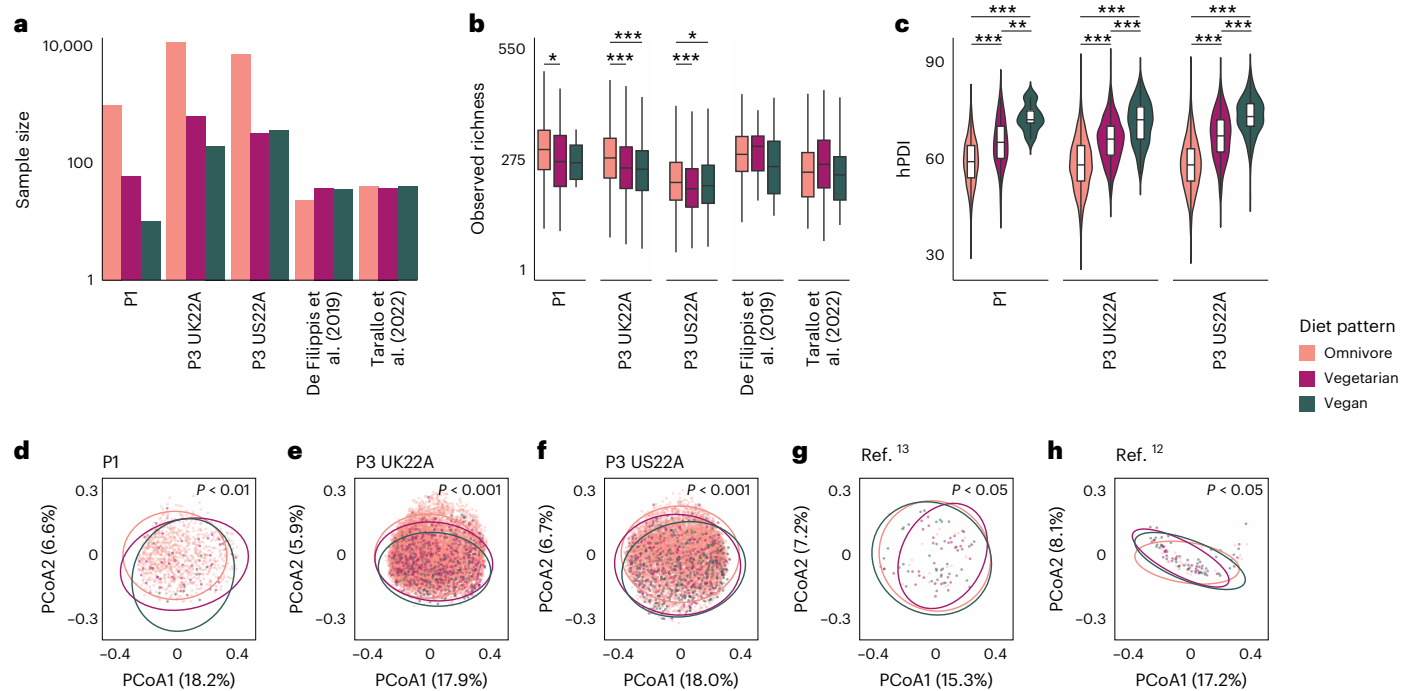 a
10,000
100
1
Sample size
P1
P3 UK22A
P3 US22A
De Filippis et
al. (2019)
Tarallo et
al. (2022)
b
550
275
1
Observed richness
*
***
***
*
***
P1
P3 UK22A
P3 US22A
De Filippis et
al. (2019)
Tarallo et
al. (2022)
c
90
60
30
hPDI
***
**
***
***
***
***
***
***
***
P1
P3 UK22A
P3 US22A
Diet pattern
Omnivore
Vegetarian
Vegan
d
P1
P < 0.01
0.3
0
–0.3
PCoA2 (6.6%)
–0.4 0 0.4
PCoA1 (18.2%)
e
P3 UK22A
P < 0.001
0.3
0
–0.3
PCoA2 (5.9%)
–0.4 0 0.4
PCoA1 (17.9%)
f
P3 US22A
P < 0.001
0.3
0
–0.3
PCoA2 (6.7%)
–0.4 0 0.4
PCoA1 (18.0%)
g
Ref. 13
P < 0.05
0.3
0
–0.3
PCoA2 (7.2%)
–0.4 0 0.4
PCoA1 (15.3%)
h
Ref. 12
P < 0.05
0.3
0
–0.3
PCoA2 (8.1%)
–0.4 0 0.4
PCoA1 (17.2%)